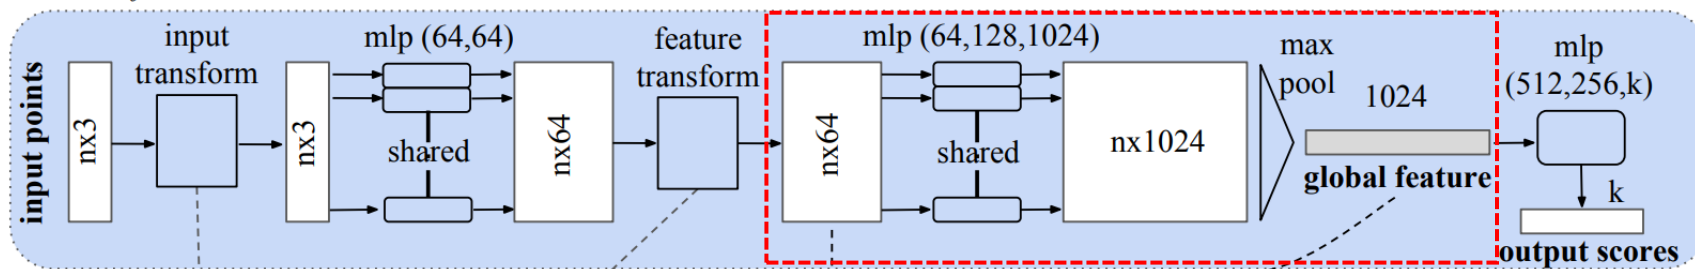 input points
nx3
input
transform
nx3
mlp (64,64)
shared
nx64
feature
transform
nx64
mlp (64,128,1024)
shared
nx1024
max
pool
1024
global feature
mlp
(512,256,k)
k
output scores